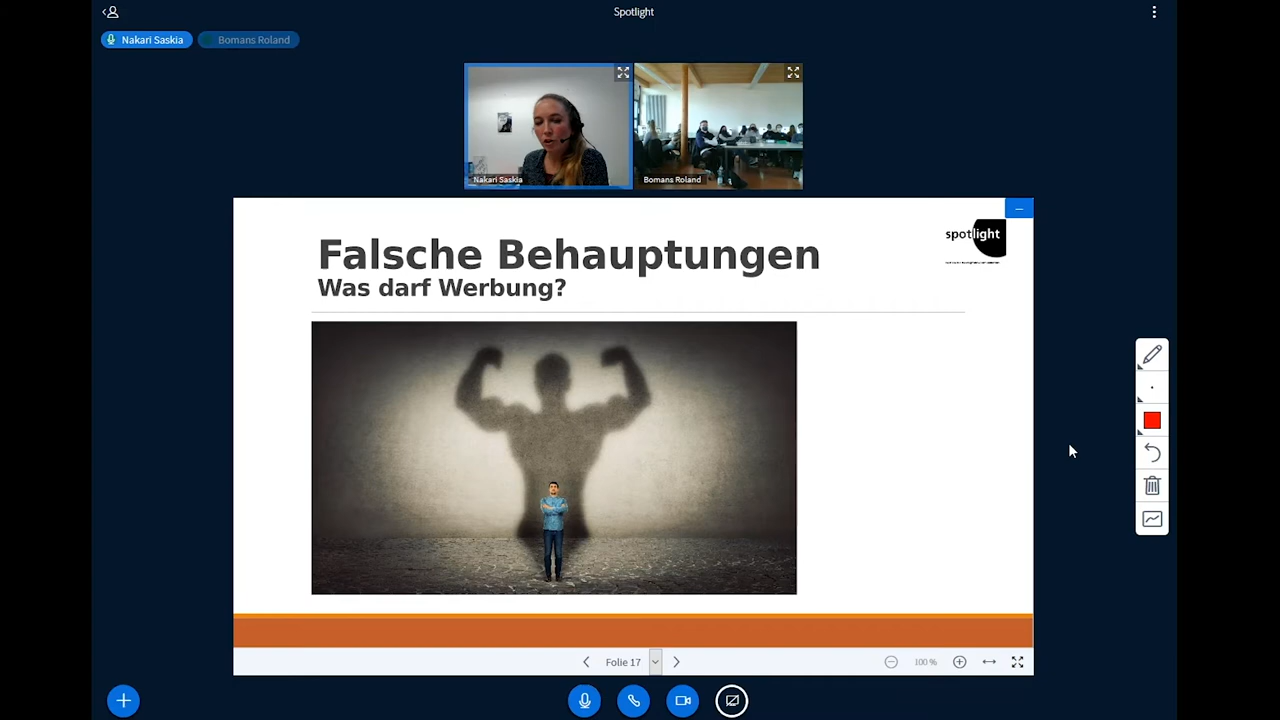 Spotlight
Nakari Saskia
Bomans Roland
Nakari Saskia
Bomans Roland
spotlight
Falsche Behauptungen
Was darf Werbung?
Folie 17
100 %